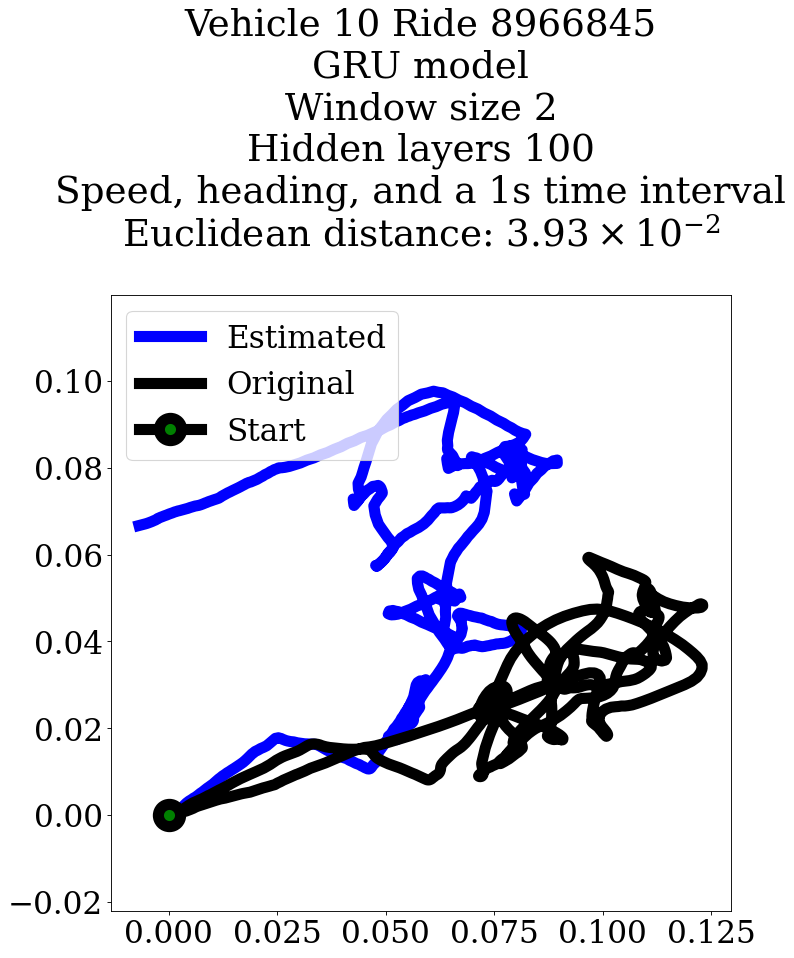 Vehicle 10 Ride 8966845
GRU model
Window size 2
Hidden layers 100
Speed, heading, and a 1s time interval
Euclidean distance: 3.93 × 10⁻²
Estimated
Original
Start
0.10
0.08
0.06
0.04
0.02
0.00
−0.02
0.000 0.025 0.050 0.075 0.100 0.125